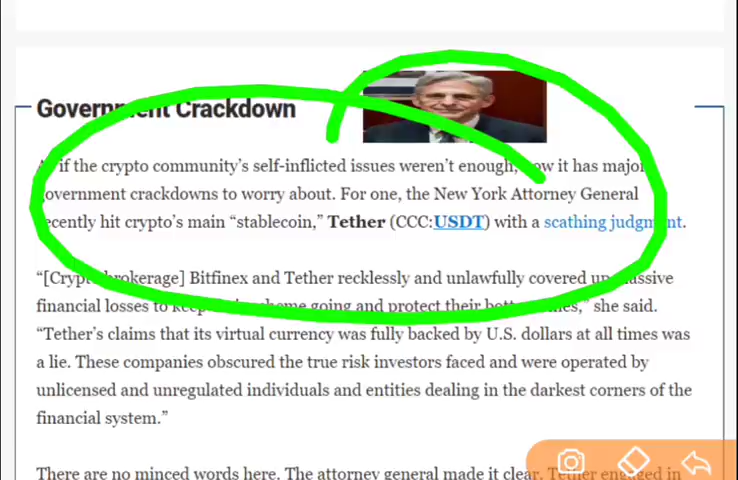 Government Crackdown
As if the crypto community's self-inflicted issues weren't enough, now it has major
government crackdowns to worry about. For one, the New York Attorney General
recently hit crypto's main “stablecoin,” Tether (CCC:USDT) with a scathing judgment.
“[Crypto brokerage] Bitfinex and Tether recklessly and unlawfully covered up massive
financial losses to keep their scheme going and protect their bottom lines,” she said.
“Tether's claims that its virtual currency was fully backed by U.S. dollars at all times was
a lie. These companies obscured the true risk investors faced and were operated by
unlicensed and unregulated individuals and entities dealing in the darkest corners of the
financial system.”
There are no minced words here. The attorney general made it clear. Tether engaged in